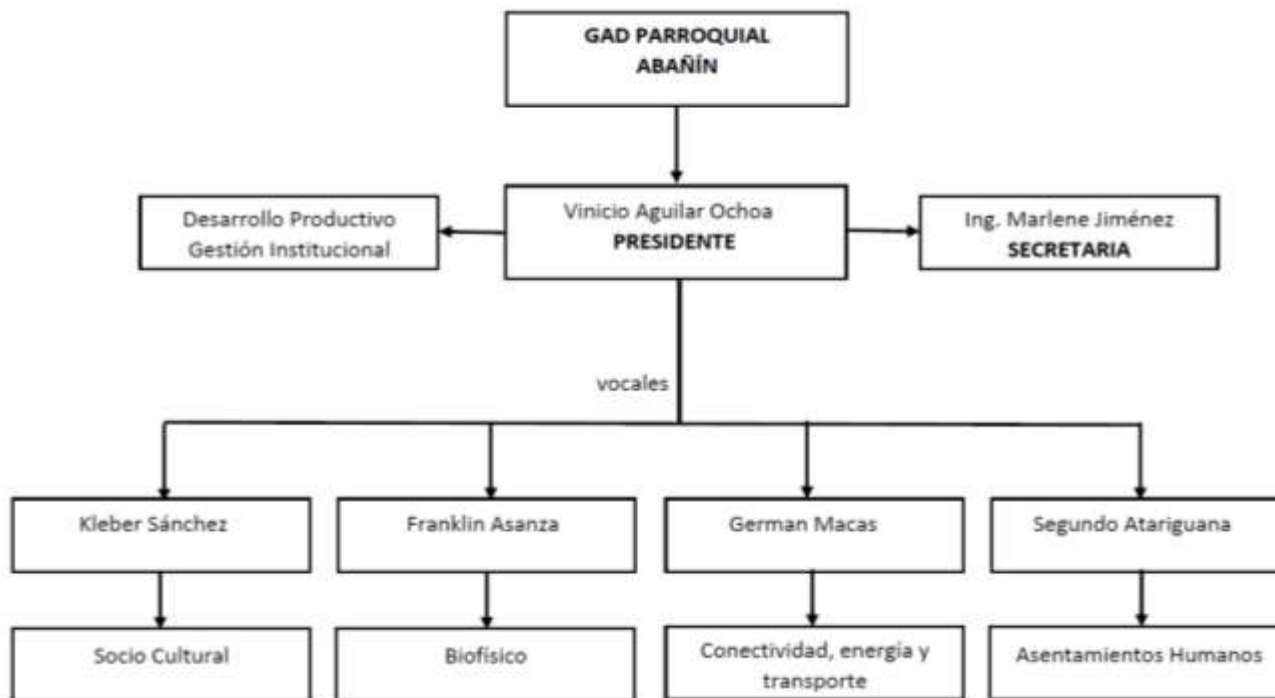 GAD PARROQUIAL
ABAÑÍN
Desarrollo Productivo
Gestión Institucional
Vinicio Aguilar Ochoa
PRESIDENTE
Ing. Marlene Jiménez
SECRETARIA
vocales
Kleber Sánchez
Franklin Asanza
German Macas
Segundo Atariguana
Socio Cultural
Biofísico
Conectividad, energía y
transporte
Asentamientos Humanos